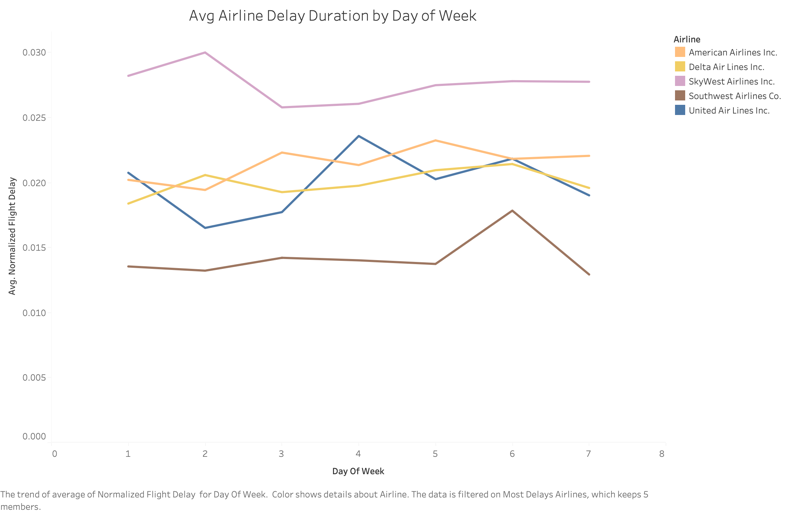 Avg Airline Delay Duration by Day of Week
Airline
American Airlines Inc.
Delta Air Lines Inc.
SkyWest Airlines Inc.
Southwest Airlines Co.
United Air Lines Inc.
Avg. Normalized Flight Delay
0.030
0.025
0.020
0.015
0.010
0.005
0.000
0 1 2 3 4 5 6 7 8
Day Of Week
The trend of average of Normalized Flight Delay for Day Of Week. Color shows details about Airline. The data is filtered on Most Delays Airlines, which keeps 5
members.